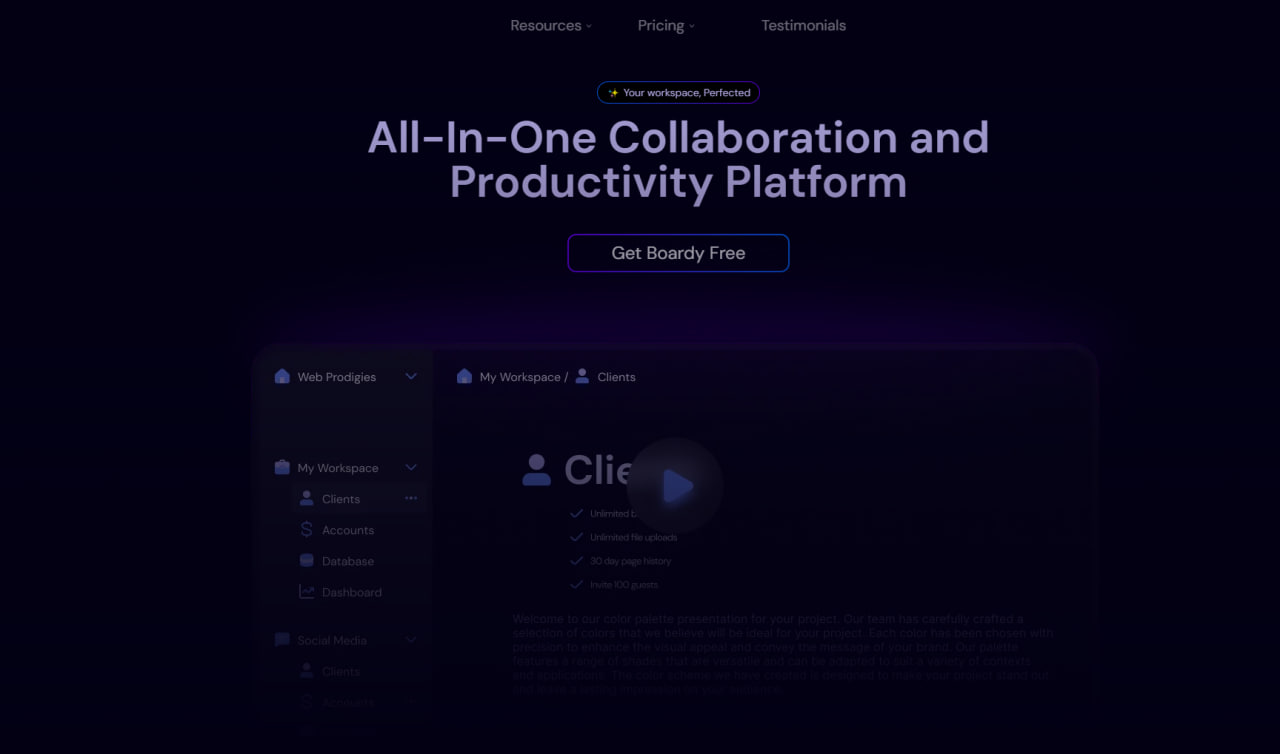 Resources
Pricing
Testimonials
Your workspace, Perfected
All-In-One Collaboration and
Productivity Platform
Get Boardy Free
Web Prodigies
My Workspace / Clients
My Workspace
Clients
Accounts
Database
Dashboard
Social Media
Clients
Accounts
Clie
Unlimited b
Unlimited file uploads
30 day page history
Invite 100 guests
Welcome to our color palette presentation for your project. Our team has carefully crafted a
selection of colors that we believe will be ideal for your project. Each color has been chosen with
precision to enhance the visual appeal and convey the message of your brand. Our palette
features a range of shades that are versatile and can be adapted to suit a variety of contexts
and applications. The color scheme we have created is designed to make your project stand out
and leave a lasting impression on your audience.